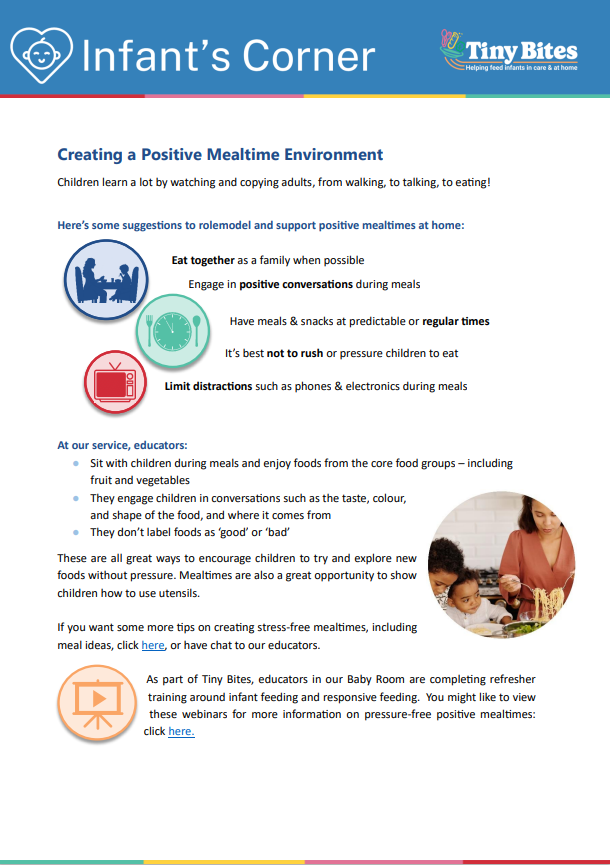 Infant's Corner
Tiny Bites
Helping feed infants in care & at home
Creating a Positive Mealtime Environment
Children learn a lot by watching and copying adults, from walking, to talking, to eating!
Here's some suggestions to rolemodel and support positive mealtimes at home:
Eat together as a family when possible
Engage in positive conversations during meals
Have meals & snacks at predictable or regular times
It's best not to rush or pressure children to eat
Limit distractions such as phones & electronics during meals
At our service, educators:
Sit with children during meals and enjoy foods from the core food groups – including
fruit and vegetables
They engage children in conversations such as the taste, colour,
and shape of the food, and where it comes from
They don't label foods as 'good' or 'bad'
These are all great ways to encourage children to try and explore new
foods without pressure. Mealtimes are also a great opportunity to show
children how to use utensils.
If you want some more tips on creating stress-free mealtimes, including
meal ideas, click here, or have chat to our educators.
As part of Tiny Bites, educators in our Baby Room are completing refresher
training around infant feeding and responsive feeding. You might like to view
these webinars for more information on pressure-free positive mealtimes:
click here.